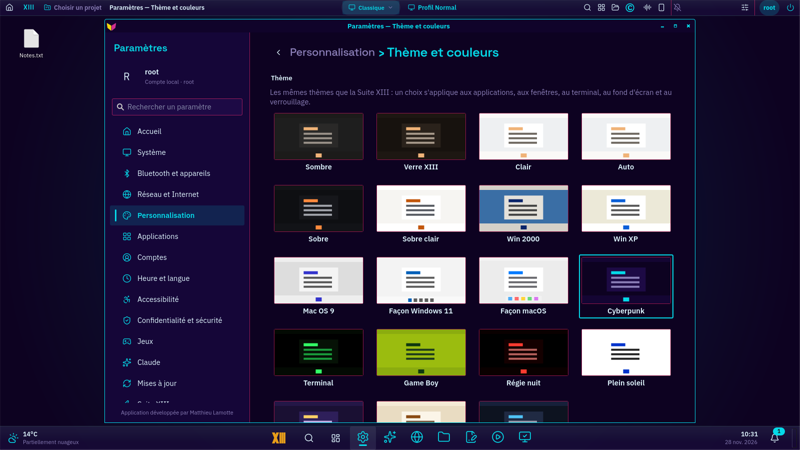 XIII Choisir un projet Paramètres — Thème et couleurs Classique Profil Normal root
Notes.txt
Paramètres — Thème et couleurs
Paramètres
R root
Compte local · root
Rechercher un paramètre
Accueil
Système
Bluetooth et appareils
Réseau et Internet
Personnalisation
Applications
Comptes
Heure et langue
Accessibilité
Confidentialité et sécurité
Jeux
Claude
Mises à jour
Application développée par Matthieu Lamotte
Personnalisation > Thème et couleurs
Thème
Les mêmes thèmes que la Suite XIII : un choix s'applique aux applications, aux fenêtres, au terminal, au fond d'écran et au
verrouillage.
Sombre Verre XIII Clair Auto
Sobre Sobre clair Win 2000 Win XP
Mac OS 9 Façon Windows 11 Façon macOS Cyberpunk
Terminal Game Boy Régie nuit Plein soleil
14°C
Partiellement nuageux
XIII
10:31
28 nov. 2026
1